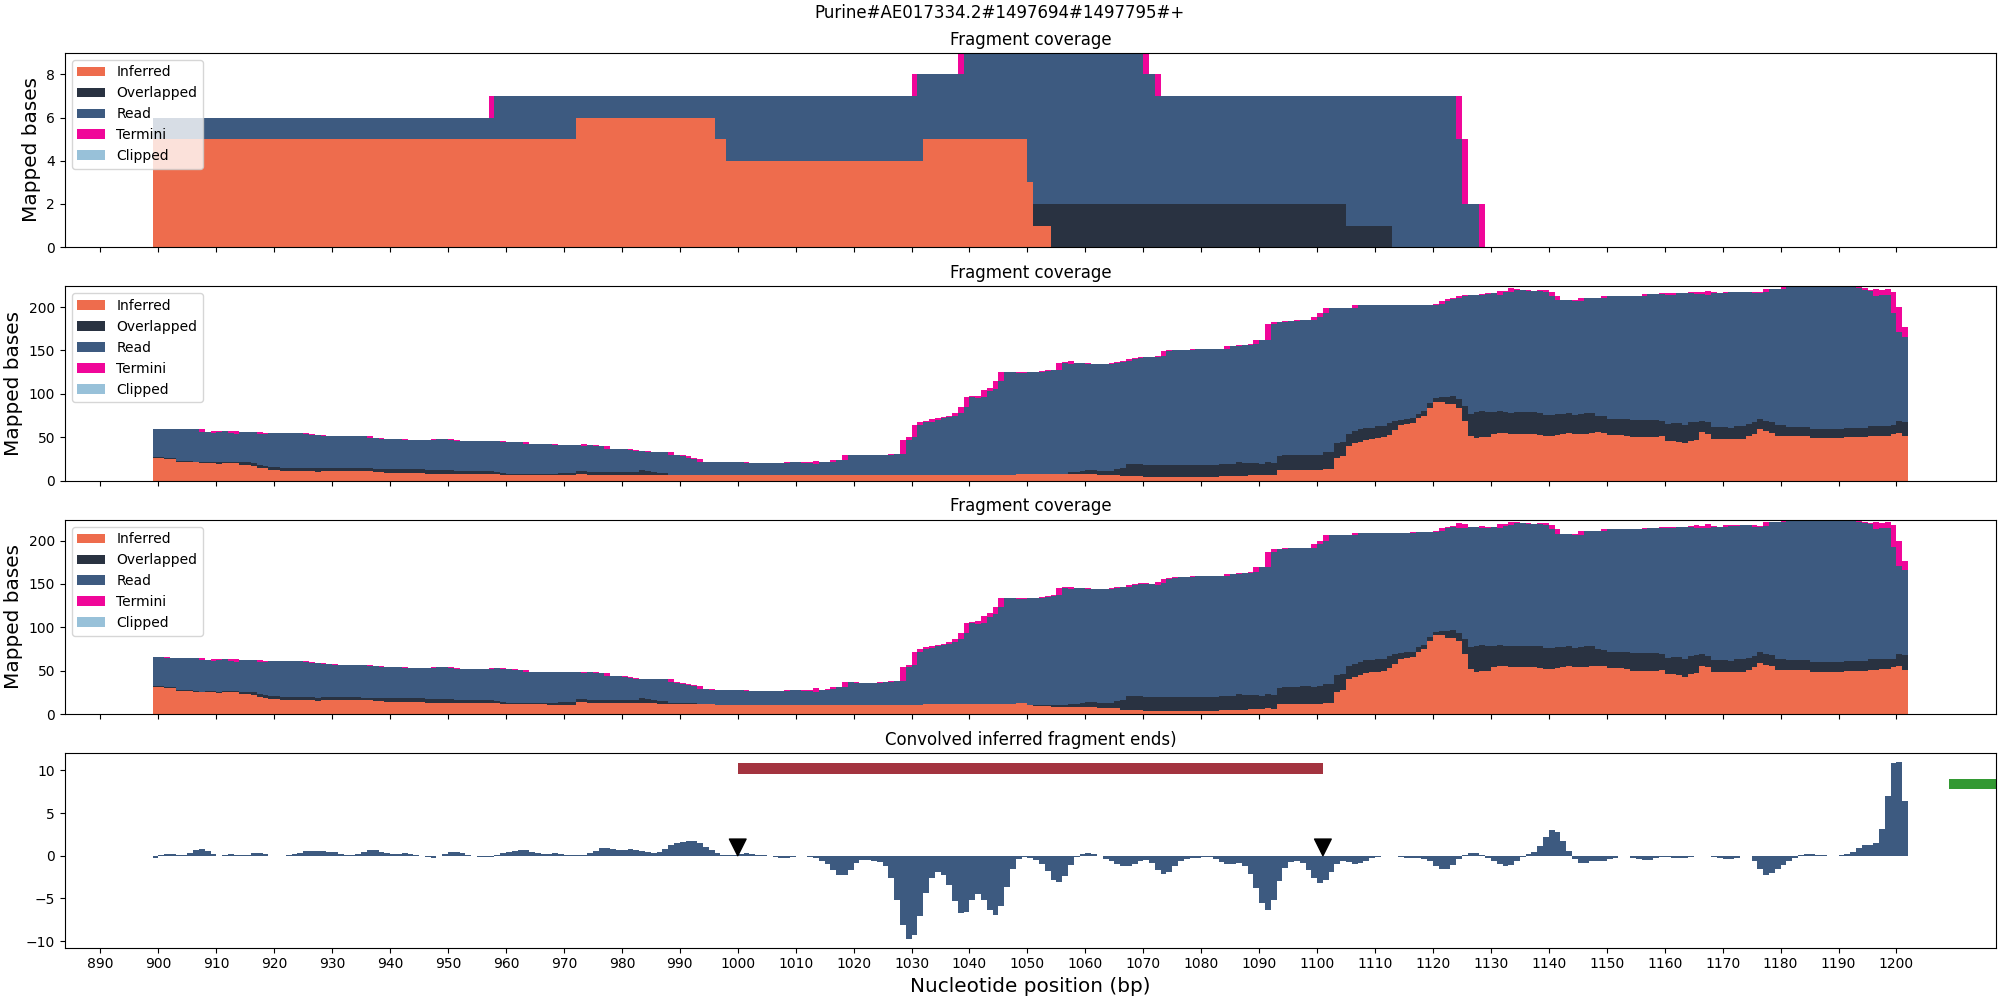 Purine#AE017334.2#1497694#1497795#+
Fragment coverage
Mapped bases
8
6
4
2
0
Inferred
Overlapped
Read
Termini
Clipped
Fragment coverage
Mapped bases
200
150
100
50
0
Inferred
Overlapped
Read
Termini
Clipped
Fragment coverage
Mapped bases
200
150
100
50
0
Inferred
Overlapped
Read
Termini
Clipped
Convolved inferred fragment ends)
10
5
0
−5
−10
890 900 910 920 930 940 950 960 970 980 990 1000 1010 1020 1030 1040 1050 1060 1070 1080 1090 1100 1110 1120 1130 1140 1150 1160 1170 1180 1190 1200
Nucleotide position (bp)